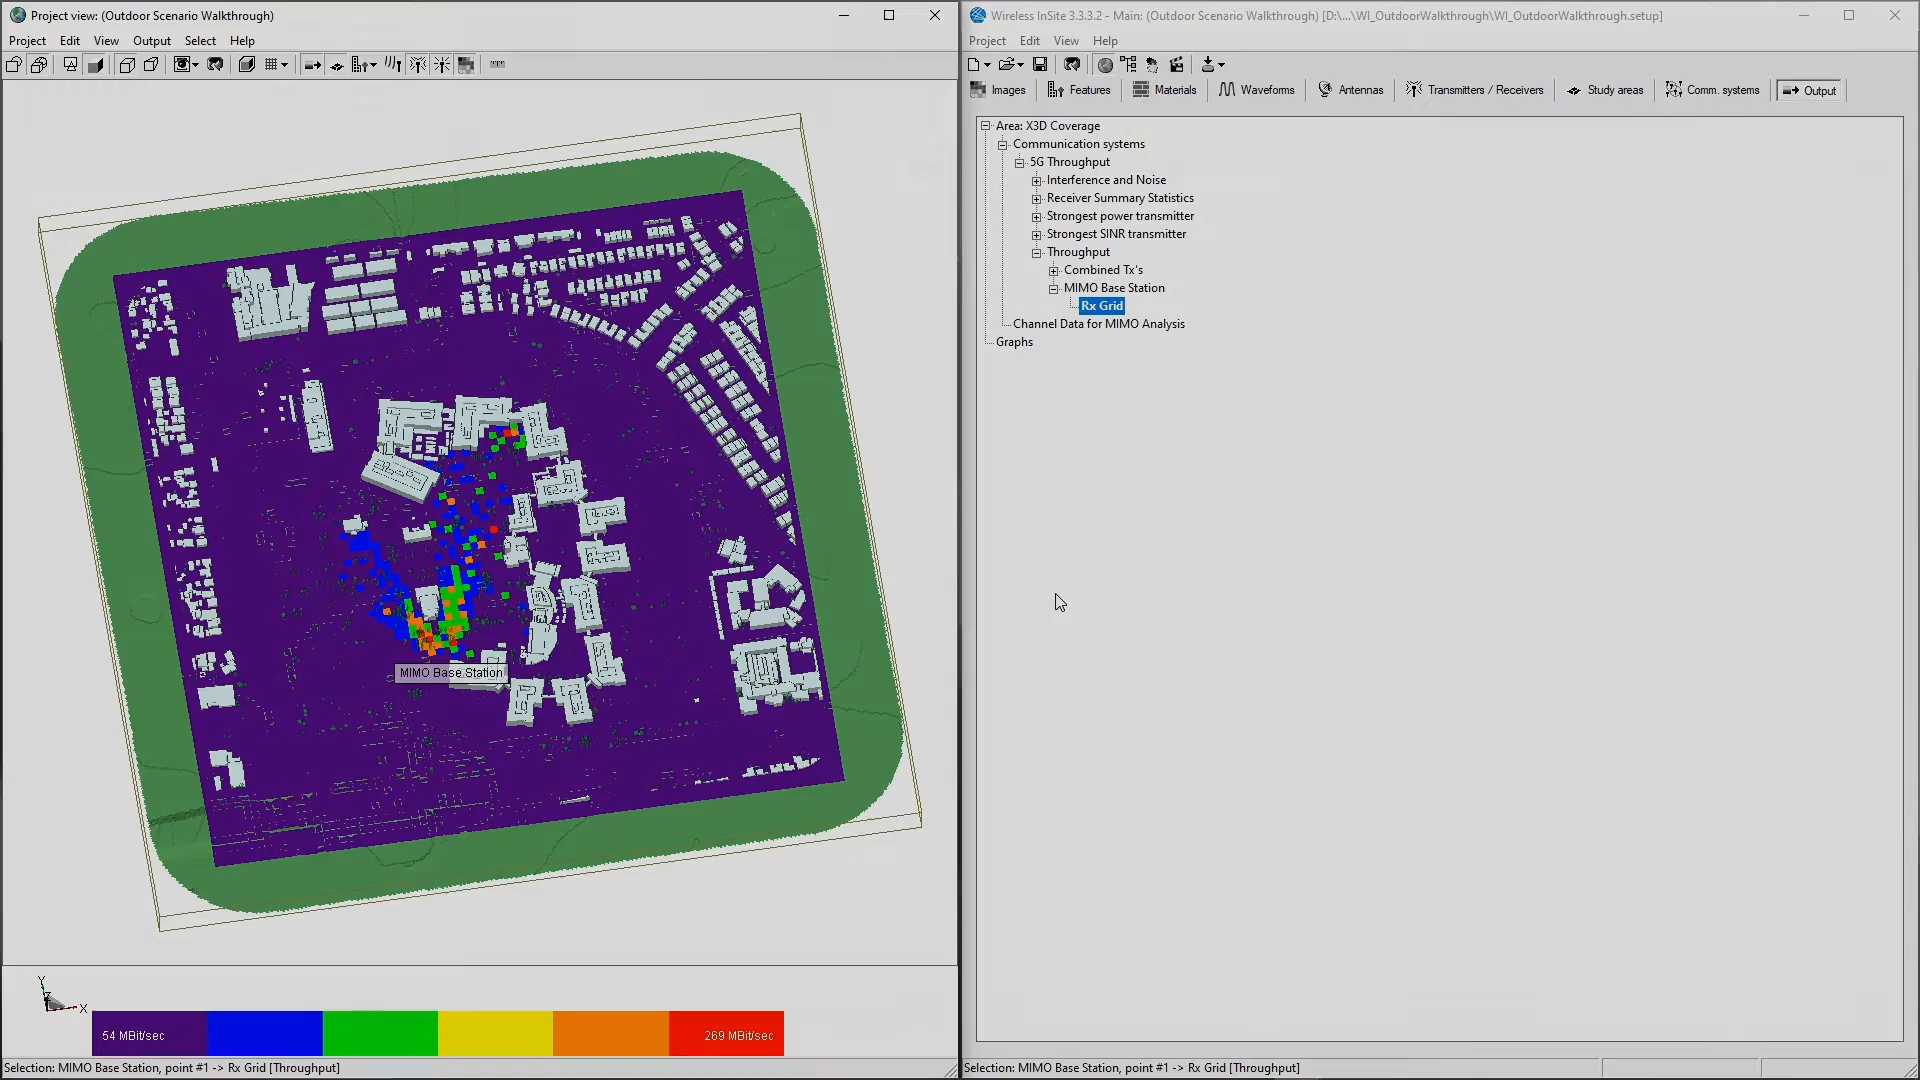 Project view: (Outdoor Scenario Walkthrough)
Project Edit View Output Select Help
MIMO Base Station
Y
Z
X
54 MBit/sec
269 MBit/sec
Selection: MIMO Base Station, point #1 -> Rx Grid [Throughput]
Wireless InSite 3.3.3.2 - Main: (Outdoor Scenario Walkthrough) [D:\...\WI_OutdoorWalkthrough\WI_OutdoorWalkthrough.setup]
Project Edit View Help
Images Features Materials Waveforms Antennas Transmitters / Receivers Study areas Comm. systems Output
Area: X3D Coverage
Communication systems
5G Throughput
Interference and Noise
Receiver Summary Statistics
Strongest power transmitter
Strongest SINR transmitter
Throughput
Combined Tx's
MIMO Base Station
Rx Grid
Channel Data for MIMO Analysis
Graphs
Selection: MIMO Base Station, point #1 -> Rx Grid [Throughput]